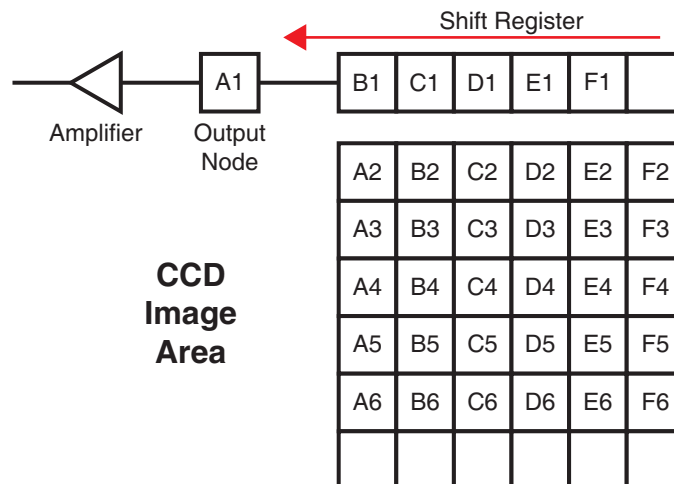 Shift Register
A1 B1 C1 D1 E1 F1
Amplifier
Output
Node
A2 B2 C2 D2 E2 F2
A3 B3 C3 D3 E3 F3
CCD
Image
Area
A4 B4 C4 D4 E4 F4
A5 B5 C5 D5 E5 F5
A6 B6 C6 D6 E6 F6